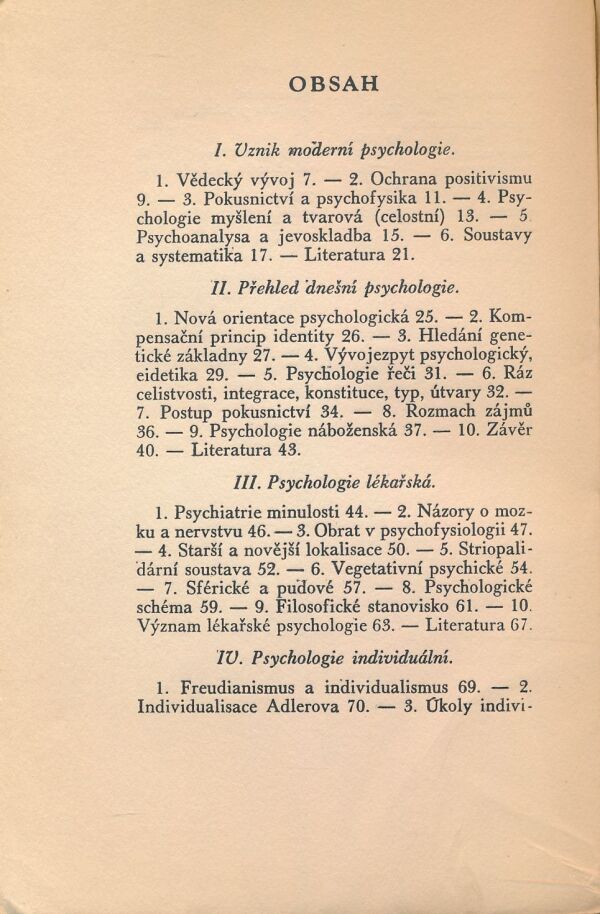 OBSAH
I. Vznik moderní psychologie.
1. Vědecký vývoj 7. — 2. Ochrana positivismu
9. — 3. Pokusnictví a psychofysika 11. — 4. Psy-
chologie myšlení a tvarová (celostní) 13. — 5.
Psychoanalysa a jevoskladba 15. — 6. Soustavy
a systematika 17. — Literatura 21.
II. Přehled dnešní psychologie.
1. Nová orientace psychologická 25. — 2. Kom-
pensační princip identity 26. — 3. Hledání gene-
tické základny 27. — 4. Vývojezpyt psychologický,
eidetika 29. — 5. Psychologie řeči 31. — 6. Ráz
celistvosti, integrace, konstituce, typ, útvary 32. —
7. Postup pokusnictví 34. — 8. Rozmach zájmů
36. — 9. Psychologie náboženská 37. — 10. Závěr
40. — Literatura 43.
III. Psychologie lékařská.
1. Psychiatrie minulosti 44. — 2. Názory o moz-
ku a nervstvu 46. — 3. Obrat v psychofysiologii 47.
— 4. Starší a novější lokalisace 50. — 5. Striopali-
dární soustava 52. — 6. Vegetativní psychické 54.
— 7. Sférické a pudové 57. — 8. Psychologické
schéma 59. — 9. Filosofické stanovisko 61. — 10.
Význam lékařské psychologie 63. — Literatura 67.
IV. Psychologie individuální.
1. Freudianismus a individualismus 69. — 2.
Individualisace Adlerova 70. — 3. Úkoly indivi-